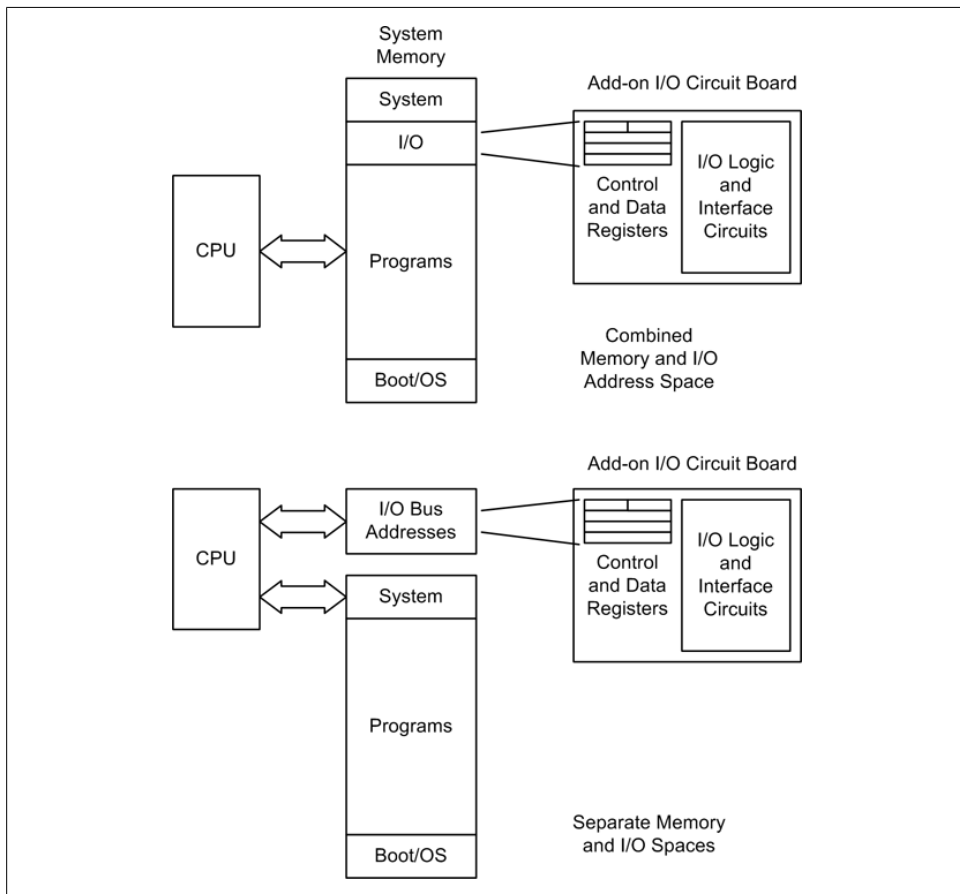 System
Memory
System
I/O
Programs
Boot/OS
CPU
Add-on I/O Circuit Board
Control
and Data
Registers
I/O Logic
and
Interface
Circuits
Combined
Memory and I/O
Address Space
CPU
I/O Bus
Addresses
System
Programs
Boot/OS
Add-on I/O Circuit Board
Control
and Data
Registers
I/O Logic
and
Interface
Circuits
Separate Memory
and I/O Spaces